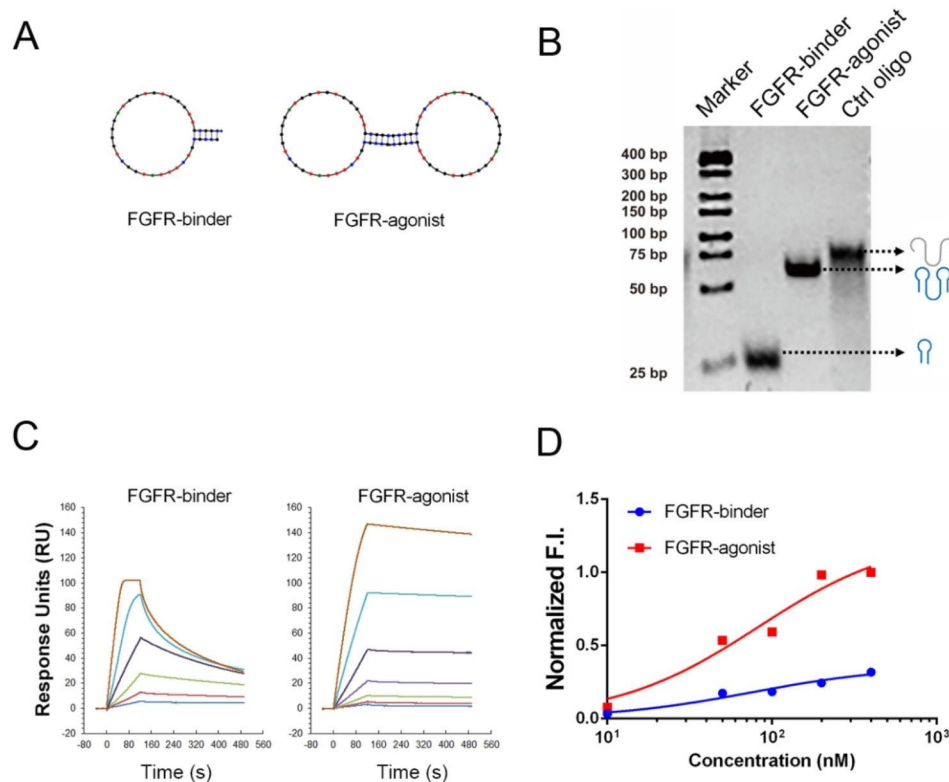 A
FGFR-binder
FGFR-agonist
B
Marker
FGFR-binder
FGFR-agonist
Ctrl oligo
400 bp
300 bp
200 bp
150 bp
100 bp
75 bp
50 bp
25 bp
C
FGFR-binder
FGFR-agonist
Response Units (RU)
160
140
120
100
80
60
40
20
0
-20
-80 0 80 160 240 320 400 480 560
Time (s)
160
140
120
100
80
60
40
20
0
-20
-80 0 80 160 240 320 400 480 560
Time (s)
D
FGFR-binder
FGFR-agonist
Normalized F.I.
1.5
1.0
0.5
0.0
10¹ 10² 10³
Concentration (nM)